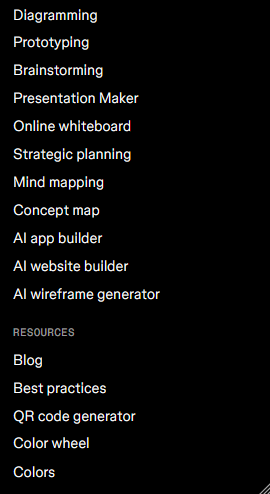 Diagramming
Prototyping
Brainstorming
Presentation Maker
Online whiteboard
Strategic planning
Mind mapping
Concept map
AI app builder
AI website builder
AI wireframe generator
RESOURCES
Blog
Best practices
QR code generator
Color wheel
Colors